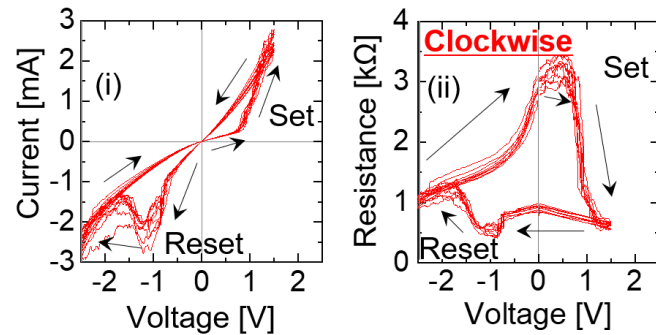 (i)
Current [mA]
3
2
1
0
-1
-2
-3
Set
Reset
-2 -1 0 1 2
Voltage [V]
Clockwise
(ii)
Resistance [kΩ]
4
3
2
1
0
Set
Reset
-2 -1 0 1 2
Voltage [V]